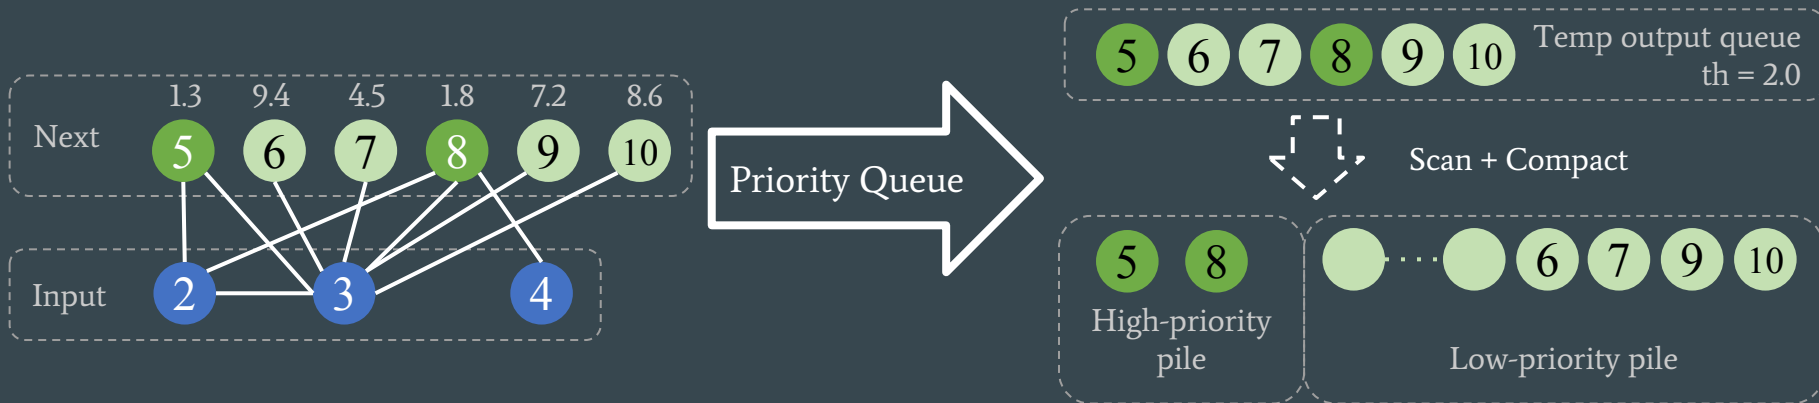 1.3 9.4 4.5 1.8 7.2 8.6
Next 5 6 7 8 9 10
Input 2 3 4
Priority Queue
5 6 7 8 9 10
Temp output queue
th = 2.0
Scan + Compact
5 8
High-priority
pile
6 7 9 10
Low-priority pile